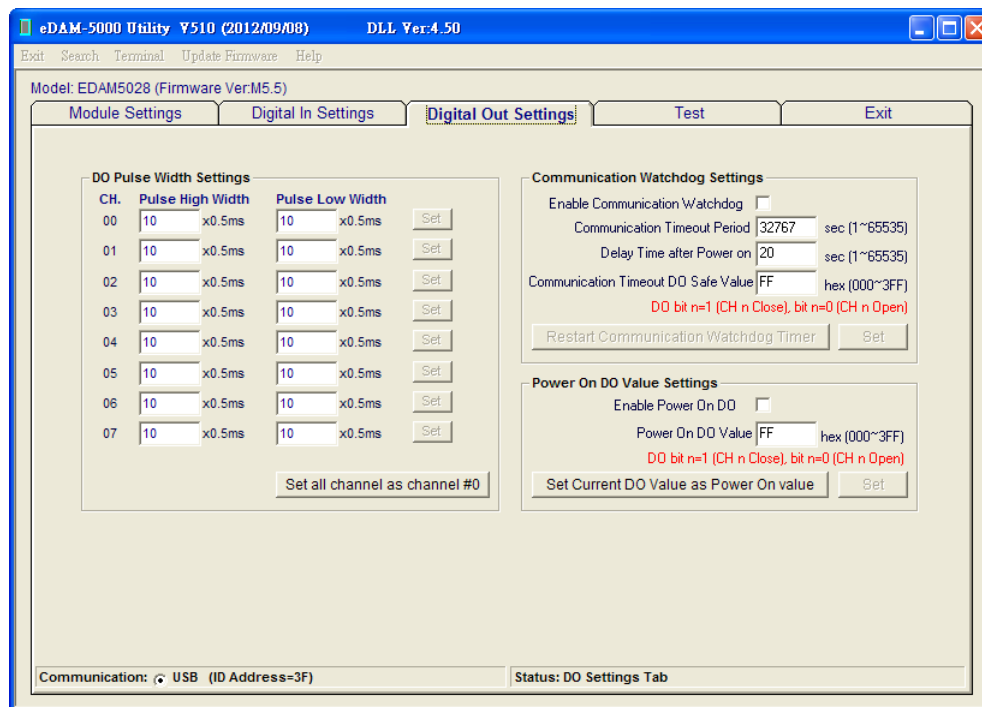 eDAM-5000 Utility V510 (2012/09/08) DLL Ver:4.50
Exit Search Terminal Update Firmware Help
Model: EDAM5028 (Firmware Ver:M5.5)
Module Settings Digital In Settings Digital Out Settings Test Exit
DO Pulse Width Settings
CH. Pulse High Width Pulse Low Width
00 10 x0.5ms 10 x0.5ms Set
01 10 x0.5ms 10 x0.5ms Set
02 10 x0.5ms 10 x0.5ms Set
03 10 x0.5ms 10 x0.5ms Set
04 10 x0.5ms 10 x0.5ms Set
05 10 x0.5ms 10 x0.5ms Set
06 10 x0.5ms 10 x0.5ms Set
07 10 x0.5ms 10 x0.5ms Set
Set all channel as channel #0
Communication Watchdog Settings
Enable Communication Watchdog
Communication Timeout Period 32767 sec (1~65535)
Delay Time after Power on 20 sec (1~65535)
Communication Timeout DO Safe Value FF hex (000~3FF)
DO bit n=1 (CH n Close), bit n=0 (CH n Open)
Restart Communication Watchdog Timer Set
Power On DO Value Settings
Enable Power On DO
Power On DO Value FF hex (000~3FF)
DO bit n=1 (CH n Close), bit n=0 (CH n Open)
Set Current DO Value as Power On value Set
Communication: USB (ID Address=3F) Status: DO Settings Tab